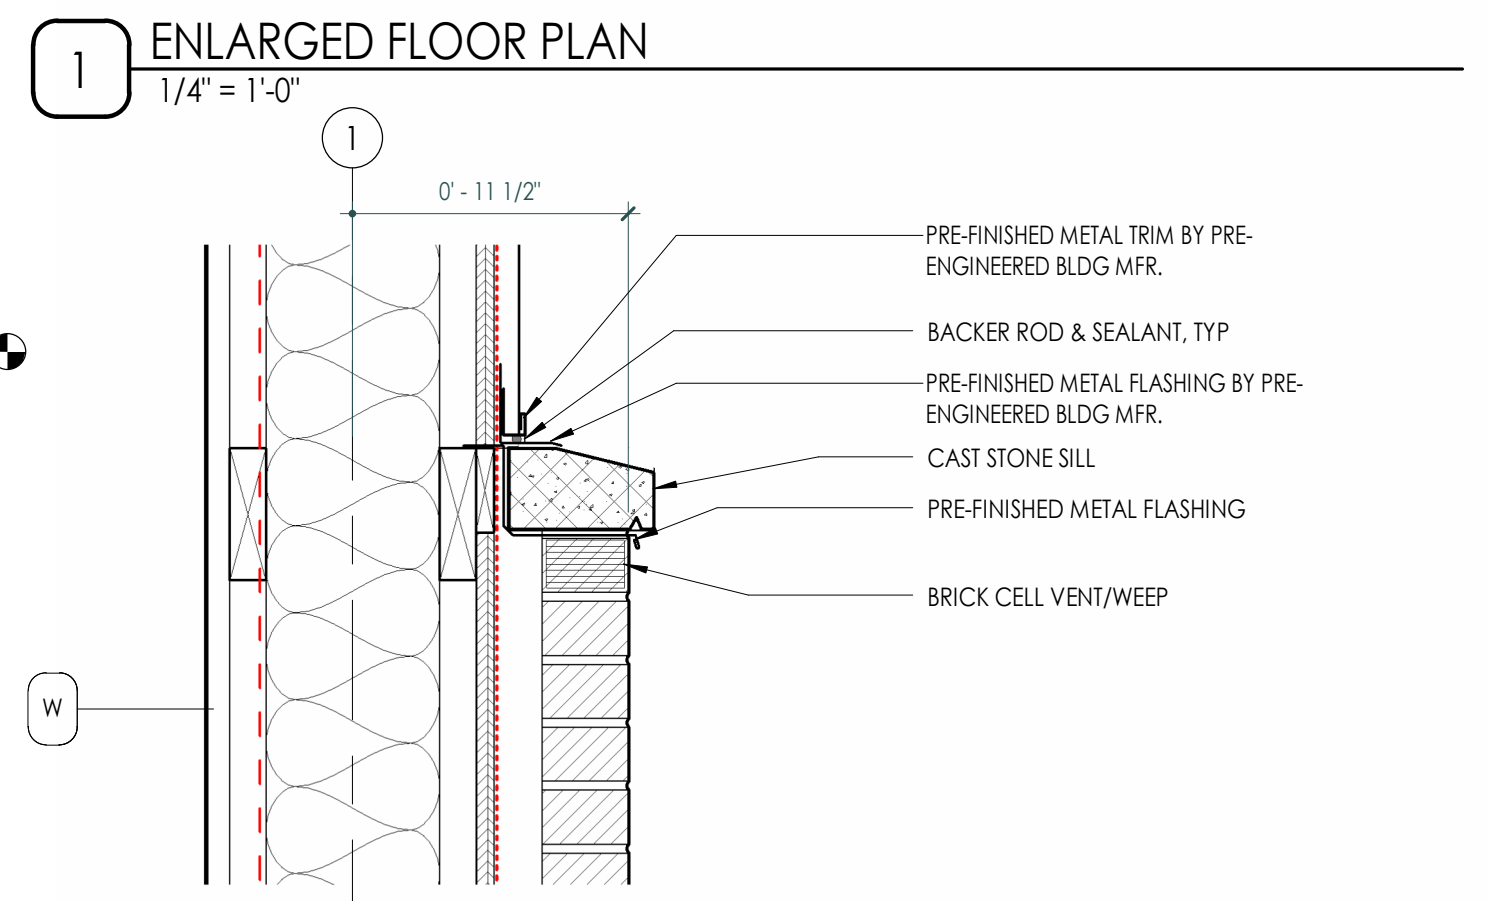 1
ENLARGED FLOOR PLAN
1/4" = 1'-0"
1
0' - 11 1/2"
PRE-FINISHED METAL TRIM BY PRE-
ENGINEERED BLDG MFR.
BACKER ROD & SEALANT, TYP
PRE-FINISHED METAL FLASHING BY PRE-
ENGINEERED BLDG MFR.
CAST STONE SILL
PRE-FINISHED METAL FLASHING
BRICK CELL VENT/WEEP
W